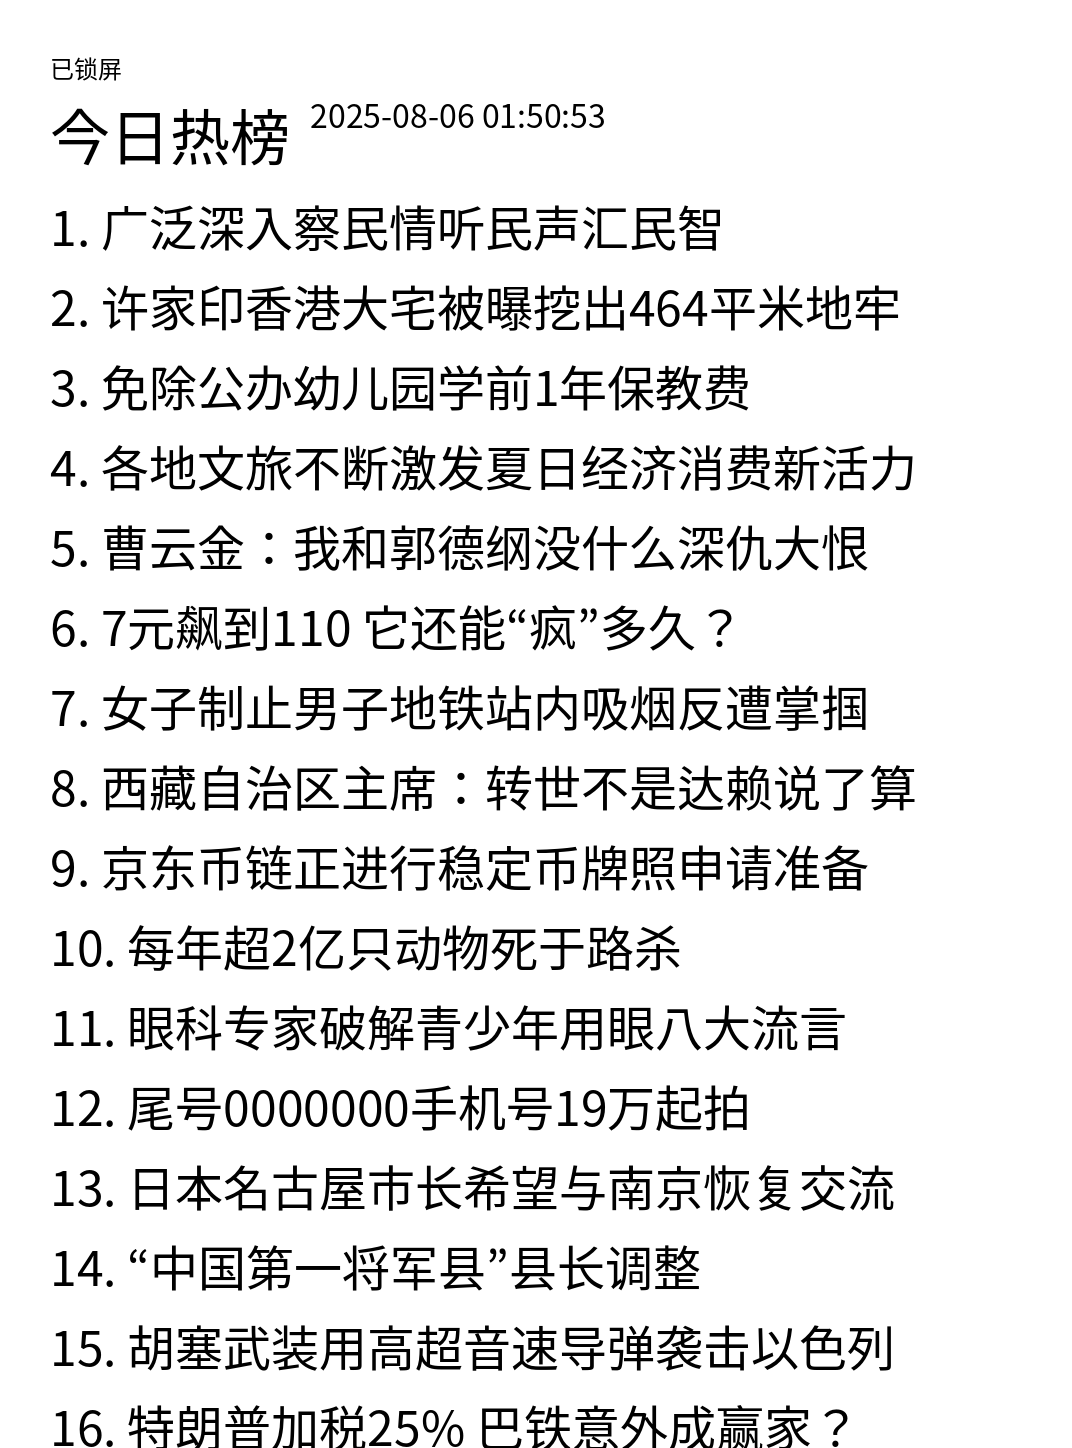 已锁屏
今日热榜 2025-08-06 01:50:53
1. 广泛深入察民情听民声汇民智
2. 许家印香港大宅被曝挖出464平米地牢
3. 免除公办幼儿园学前1年保教费
4. 各地文旅不断激发夏日经济消费新活力
5. 曹云金：我和郭德纲没什么深仇大恨
6. 7元飙到110 它还能“疯”多久？
7. 女子制止男子地铁站内吸烟反遭掌掴
8. 西藏自治区主席：转世不是达赖说了算
9. 京东币链正进行稳定币牌照申请准备
10. 每年超2亿只动物死于路杀
11. 眼科专家破解青少年用眼八大流言
12. 尾号0000000手机号19万起拍
13. 日本名古屋市长希望与南京恢复交流
14. “中国第一将军县”县长调整
15. 胡塞武装用高超音速导弹袭击以色列
16. 特朗普加税25% 巴铁意外成赢家？